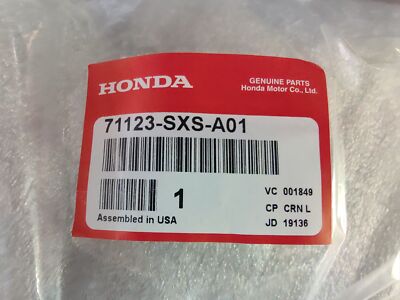 HONDA
GENUINE PARTS
Honda Motor Co., Ltd.
71123-SXS-A01
1
VC 001849
CP CRN L
Assembled in USA
JD 19136